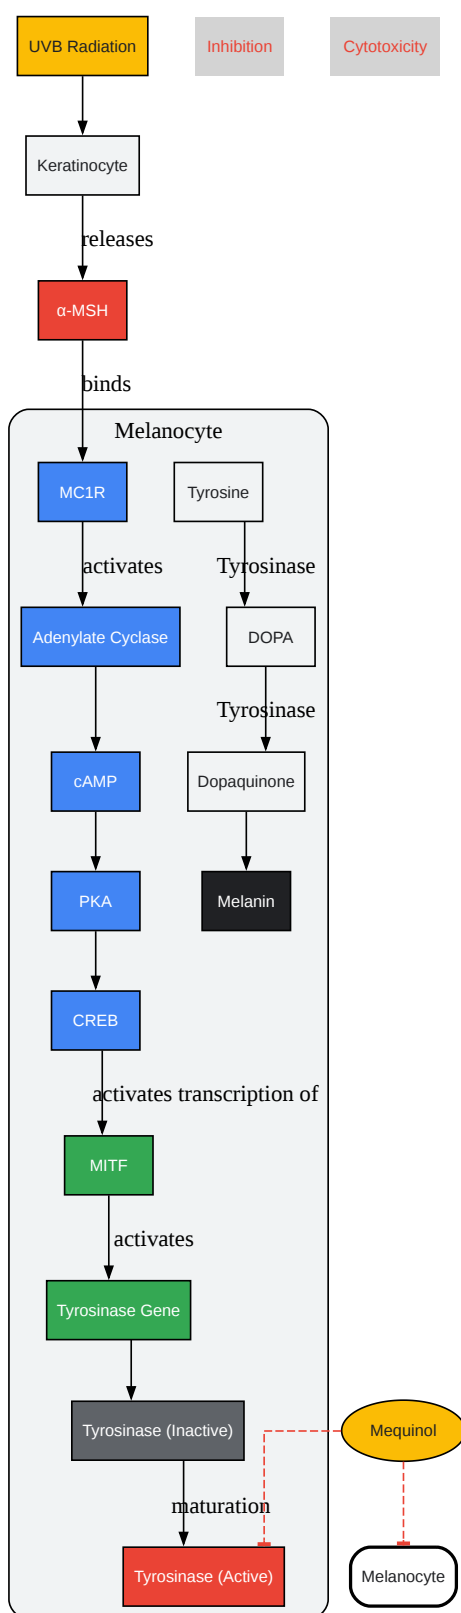 UVB Radiation
Inhibition
Cytotoxicity
Keratinocyte
releases
α-MSH
binds
Melanocyte
MC1R
Tyrosine
activates
Tyrosinase
Adenylate Cyclase
DOPA
Tyrosinase
cAMP
Dopaquinone
PKA
Melanin
CREB
activates transcription of
MITF
activates
Tyrosinase Gene
Tyrosinase (Inactive)
Mequinol
maturation
Tyrosinase (Active)
Melanocyte